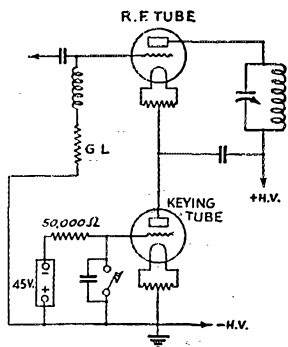 R.F. TUBE
G L
+H.V.
KEYING
TUBE
50,000Ω
45V.
-
+
-H.V.